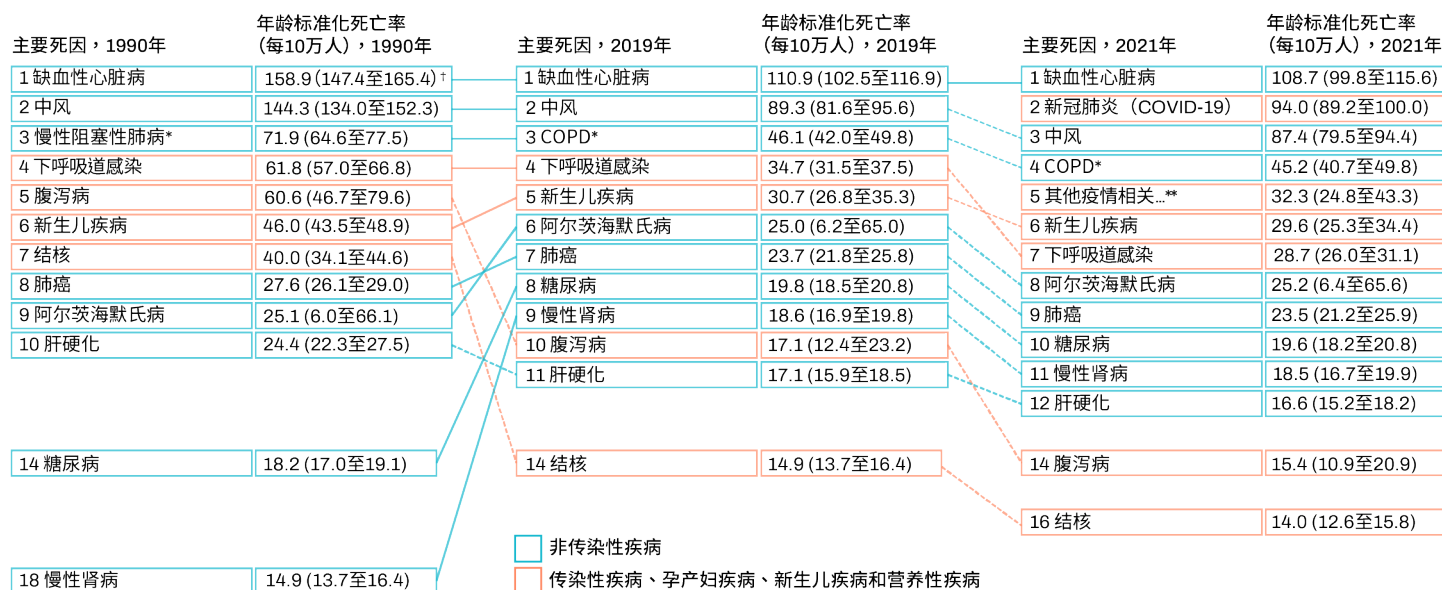 主要死因，1990年
年龄标准化死亡率
（每10万人），1990年
1 缺血性心脏病 158.9 (147.4至165.4) †
2 中风 144.3 (134.0至152.3)
3 慢性阻塞性肺病* 71.9 (64.6至77.5)
4 下呼吸道感染 61.8 (57.0至66.8)
5 腹泻病 60.6 (46.7至79.6)
6 新生儿疾病 46.0 (43.5至48.9)
7 结核 40.0 (34.1至44.6)
8 肺癌 27.6 (26.1至29.0)
9 阿尔茨海默氏病 25.1 (6.0至66.1)
10 肝硬化 24.4 (22.3至27.5)
14 糖尿病 18.2 (17.0至19.1)
18 慢性肾病 14.9 (13.7至16.4)
主要死因，2019年
年龄标准化死亡率
（每10万人），2019年
1 缺血性心脏病 110.9 (102.5至116.9)
2 中风 89.3 (81.6至95.6)
3 COPD* 46.1 (42.0至49.8)
4 下呼吸道感染 34.7 (31.5至37.5)
5 新生儿疾病 30.7 (26.8至35.3)
6 阿尔茨海默氏病 25.0 (6.2至65.0)
7 肺癌 23.7 (21.8至25.8)
8 糖尿病 19.8 (18.5至20.8)
9 慢性肾病 18.6 (16.9至19.8)
10 腹泻病 17.1 (12.4至23.2)
11 肝硬化 17.1 (15.9至18.5)
14 结核 14.9 (13.7至16.4)
主要死因，2021年
年龄标准化死亡率
（每10万人），2021年
1 缺血性心脏病 108.7 (99.8至115.6)
2 新冠肺炎（COVID-19） 94.0 (89.2至100.0)
3 中风 87.4 (79.5至94.4)
4 COPD* 45.2 (40.7至49.8)
5 其他疫情相关...** 32.3 (24.8至43.3)
6 新生儿疾病 29.6 (25.3至34.4)
7 下呼吸道感染 28.7 (26.0至31.1)
8 阿尔茨海默氏病 25.2 (6.4至65.6)
9 肺癌 23.5 (21.2至25.9)
10 糖尿病 19.6 (18.2至20.8)
11 慢性肾病 18.5 (16.7至19.9)
12 肝硬化 16.6 (15.2至18.2)
14 腹泻病 15.4 (10.9至20.9)
16 结核 14.0 (12.6至15.8)
非传染性疾病
传染性疾病、孕产妇疾病、新生儿疾病和营养性疾病